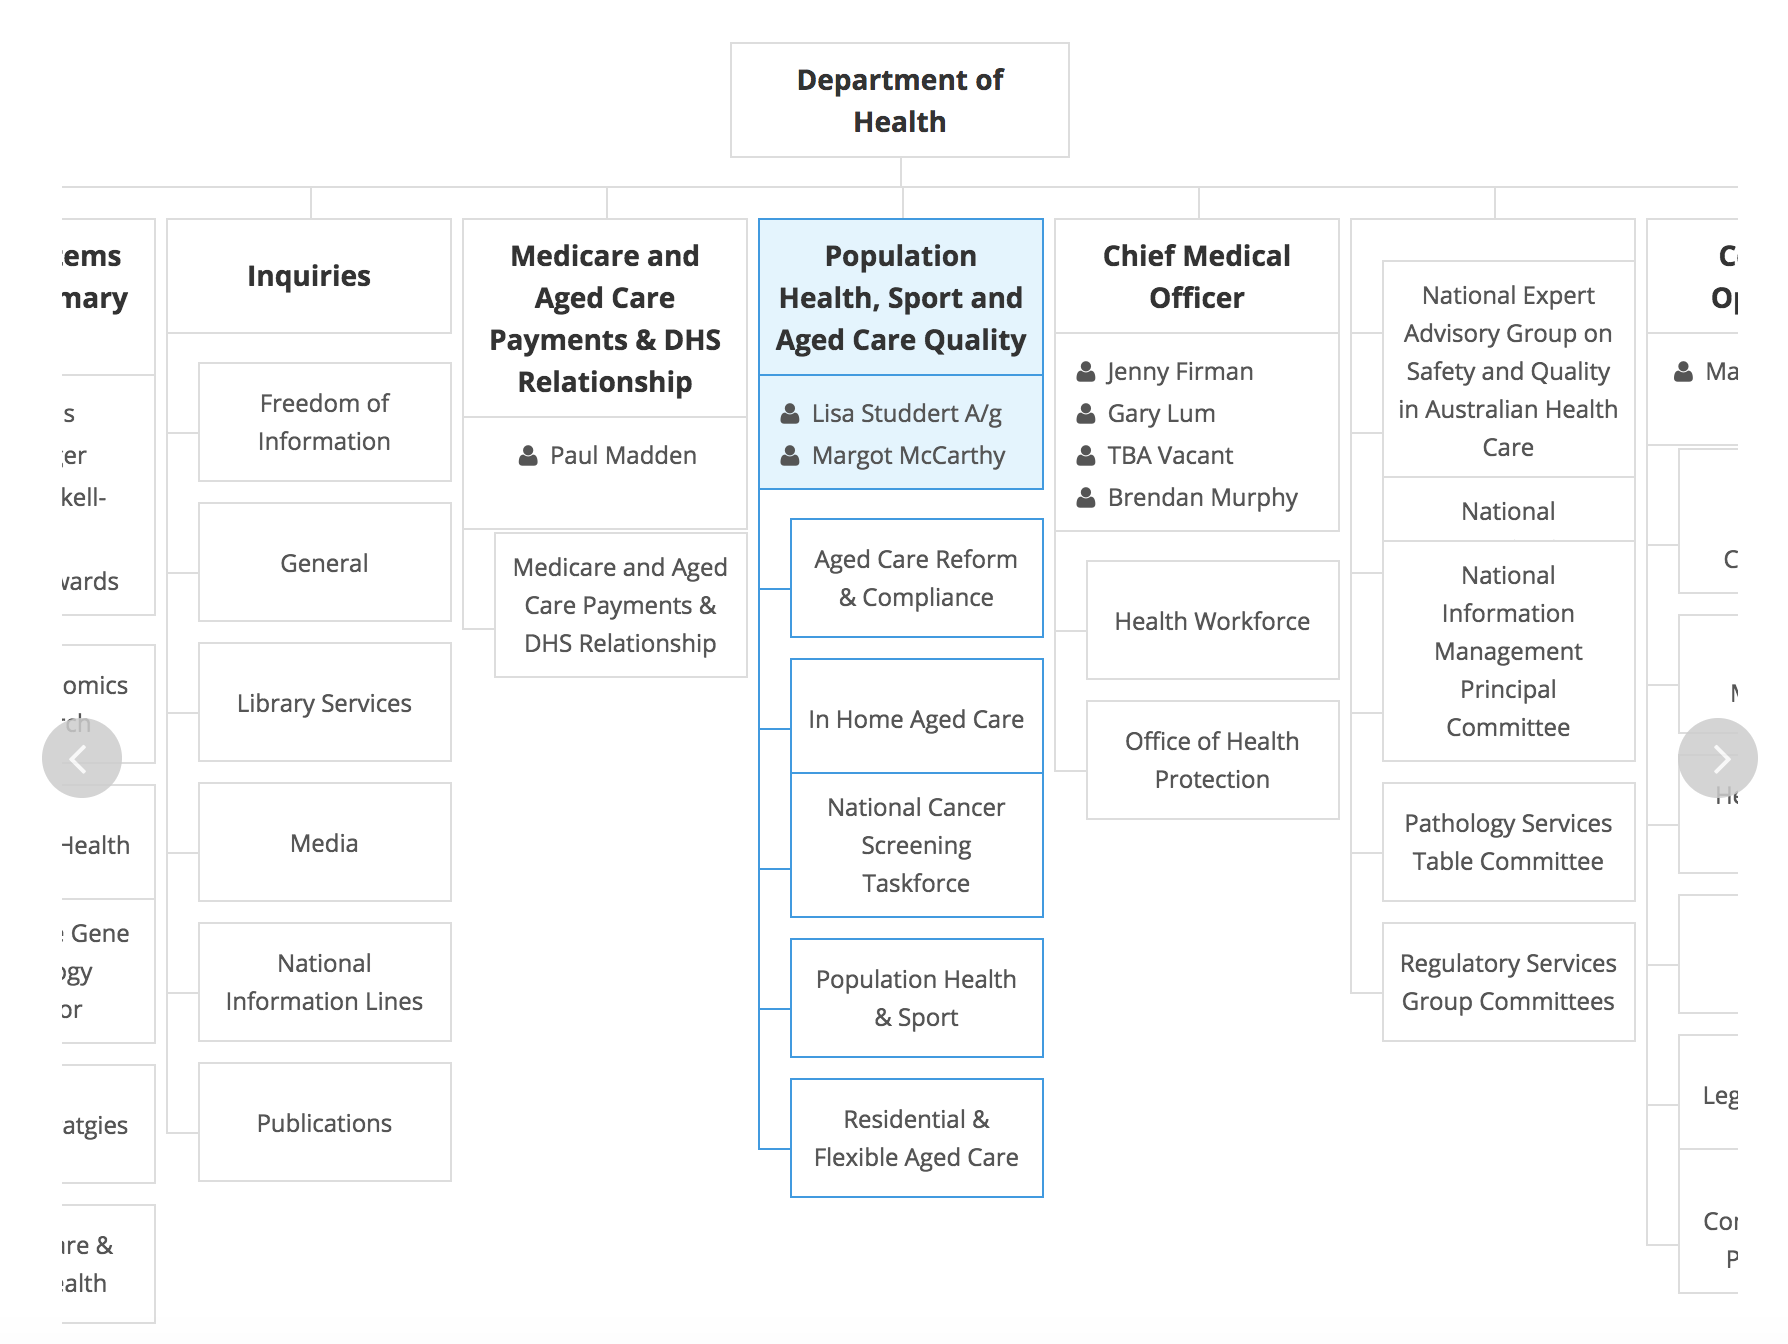 Department of
Health
Inquiries
Freedom of
Information
General
Library Services
Media
National
Information Lines
Publications
Medicare and
Aged Care
Payments & DHS
Relationship
Paul Madden
Medicare and Aged
Care Payments &
DHS Relationship
Population
Health, Sport and
Aged Care Quality
Lisa Studdert A/g
Margot McCarthy
Aged Care Reform
& Compliance
In Home Aged Care
National Cancer
Screening
Taskforce
Population Health
& Sport
Residential &
Flexible Aged Care
Chief Medical
Officer
Jenny Firman
Gary Lum
TBA Vacant
Brendan Murphy
Health Workforce
Office of Health
Protection
National Expert
Advisory Group on
Safety and Quality
in Australian Health
Care
National
National
Information
Management
Principal
Committee
Pathology Services
Table Committee
Regulatory Services
Group Committees
Health
Gene
&